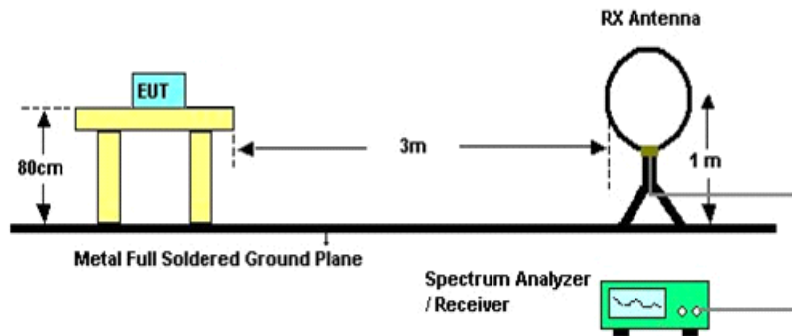 RX Antenna
EUT
80cm
3m
1 m
Metal Full Soldered Ground Plane
Spectrum Analyzer
/ Receiver